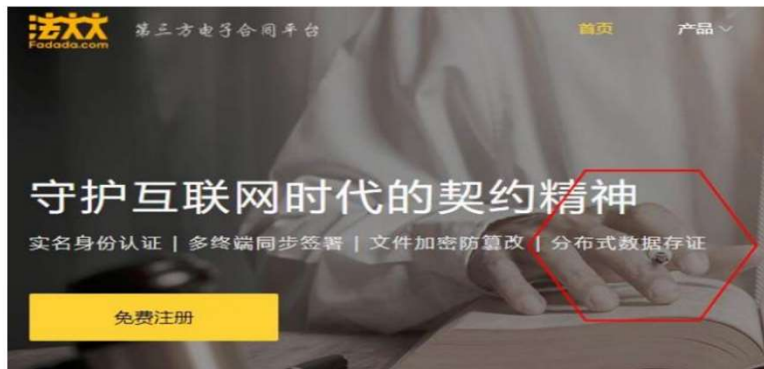 法大大 第三方电子合同平台 首页 产品
Fadada.com
守护互联网时代的契约精神
实名身份认证 | 多终端同步签署 | 文件加密防篡改 | 分布式数据存证
免费注册